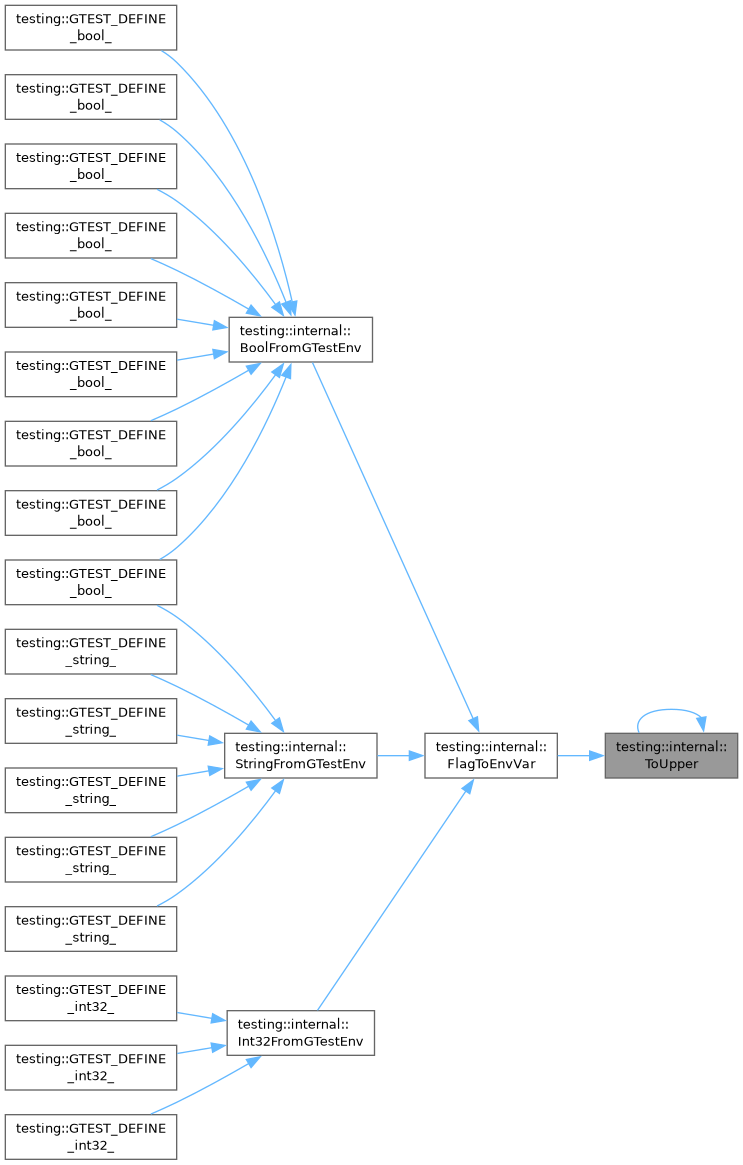 testing::GTEST_DEFINE
_bool_
testing::GTEST_DEFINE
_bool_
testing::GTEST_DEFINE
_bool_
testing::GTEST_DEFINE
_bool_
testing::GTEST_DEFINE
_bool_
testing::internal::
BoolFromGTestEnv
testing::GTEST_DEFINE
_bool_
testing::GTEST_DEFINE
_bool_
testing::GTEST_DEFINE
_bool_
testing::GTEST_DEFINE
_bool_
testing::GTEST_DEFINE
_string_
testing::GTEST_DEFINE
_string_
testing::internal::
StringFromGTestEnv
testing::internal::
FlagToEnvVar
testing::internal::
ToUpper
testing::GTEST_DEFINE
_string_
testing::GTEST_DEFINE
_string_
testing::GTEST_DEFINE
_string_
testing::GTEST_DEFINE
_int32_
testing::internal::
Int32FromGTestEnv
testing::GTEST_DEFINE
_int32_
testing::GTEST_DEFINE
_int32_